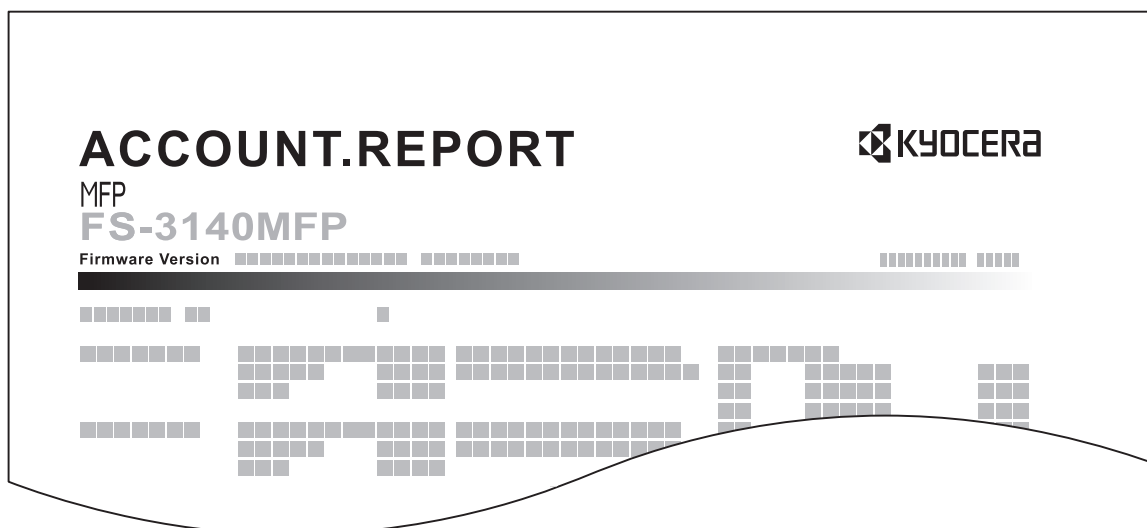 ACCOUNT.REPORT
KYOCERA
MFP
FS-3140MFP
Firmware Version